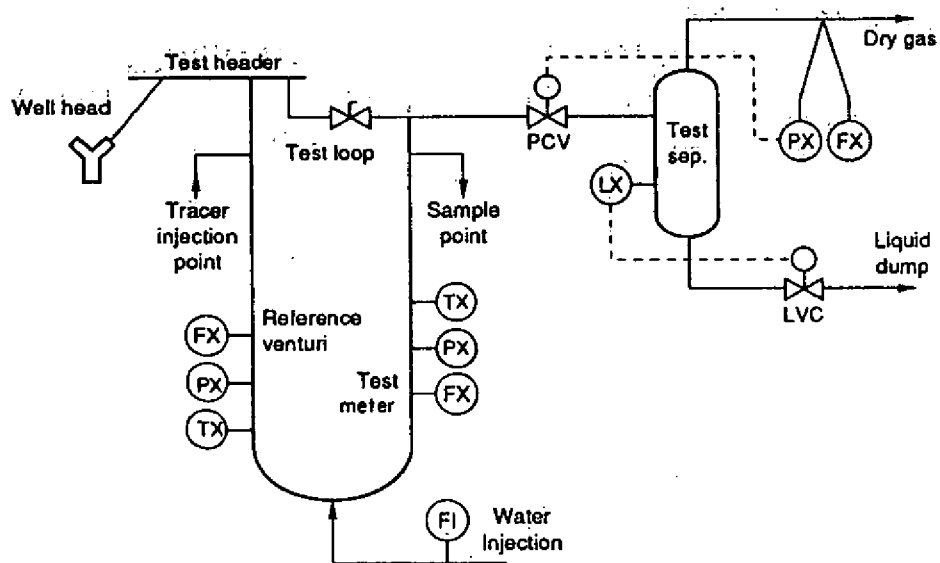 Test header
Well head
Test loop
Tracer
injection
point
Sample
point
PCV
Test
sep.
Dry gas
PX
FX
LX
Liquid
dump
LVC
Reference
venturi
FX
PX
TX
TX
PX
FX
Test
meter
FI
Water
Injection